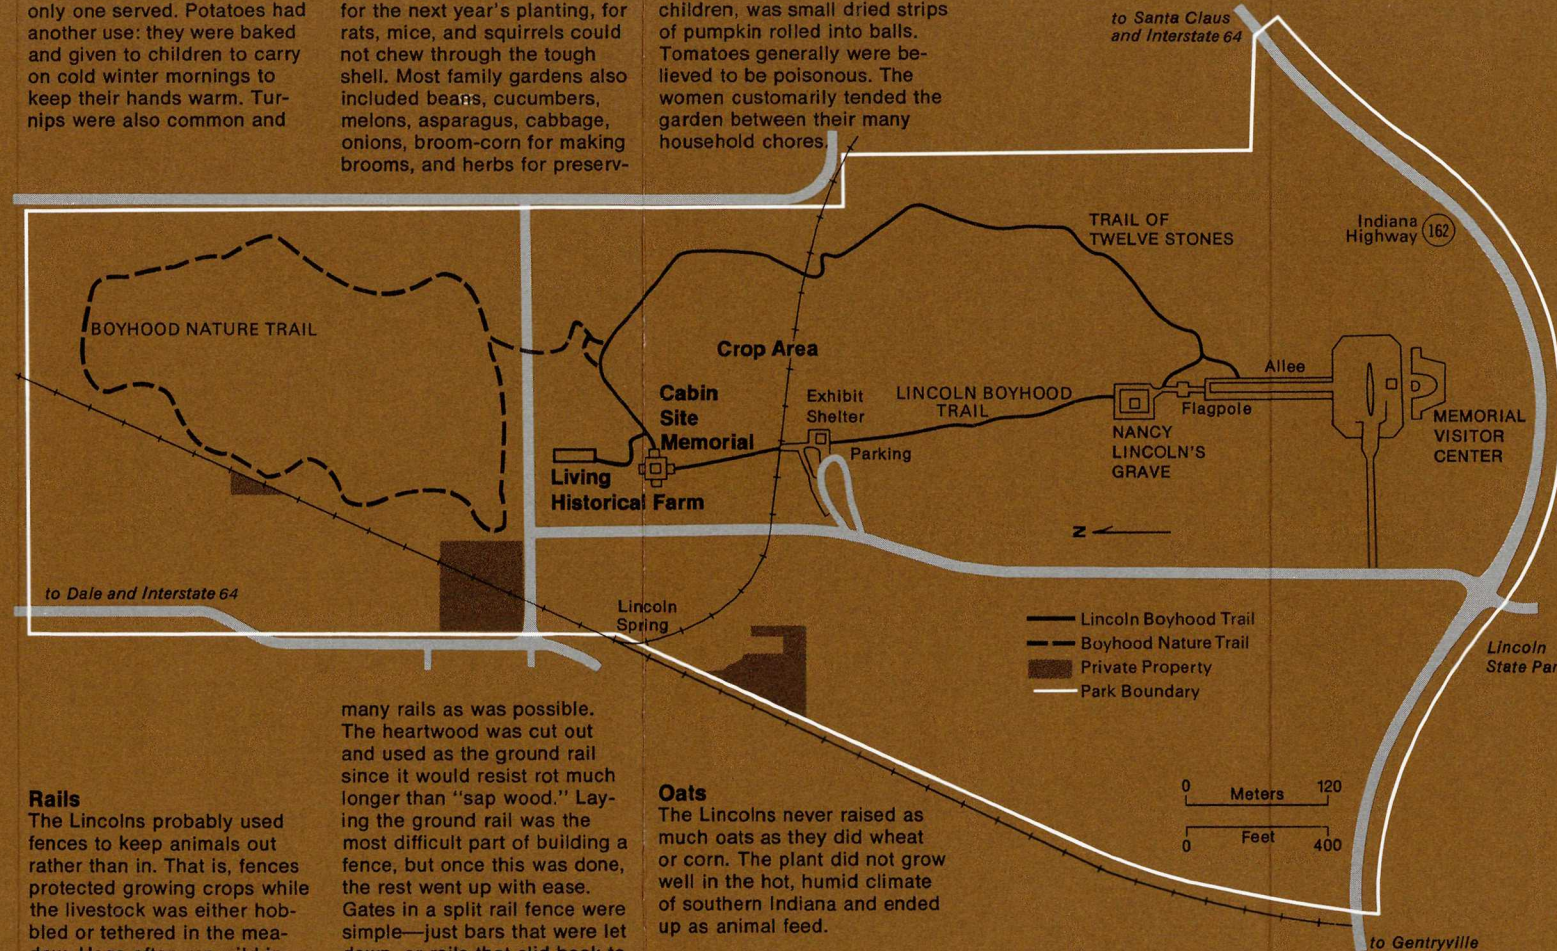 only one served. Potatoes had
another use: they were baked
and given to children to carry
on cold winter mornings to
keep their hands warm. Tur-
nips were also common and
for the next year's planting, for
rats, mice, and squirrels could
not chew through the tough
shell. Most family gardens also
included beans, cucumbers,
melons, asparagus, cabbage,
onions, broom-corn for making
brooms, and herbs for preserv-
children, was small dried strips
of pumpkin rolled into balls.
Tomatoes generally were be-
lieved to be poisonous. The
women customarily tended the
garden between their many
household chores.
to Santa Claus
and Interstate 64
TRAIL OF
TWELVE STONES
Indiana
Highway 162
BOYHOOD NATURE TRAIL
Crop Area
Cabin
Site
Memorial
Exhibit
Shelter
LINCOLN BOYHOOD
TRAIL
Allee
Flagpole
Parking
NANCY
LINCOLN'S
GRAVE
MEMORIAL
VISITOR
CENTER
Living
Historical Farm
N
to Dale and Interstate 64
Lincoln
Spring
Lincoln Boyhood Trail
Boyhood Nature Trail
Private Property
Park Boundary
Lincoln
State Par
0 Meters 120
0 Feet 400
to Gentryville
Rails
The Lincolns probably used
fences to keep animals out
rather than in. That is, fences
protected growing crops while
the livestock was either hob-
bled or tethered in the mea-
many rails as was possible.
The heartwood was cut out
and used as the ground rail
since it would resist rot much
longer than “sap wood.” Lay-
ing the ground rail was the
most difficult part of building a
fence, but once this was done,
the rest went up with ease.
Gates in a split rail fence were
simple—just bars that were let
Oats
The Lincolns never raised as
much oats as they did wheat
or corn. The plant did not grow
well in the hot, humid climate
of southern Indiana and ended
up as animal feed.